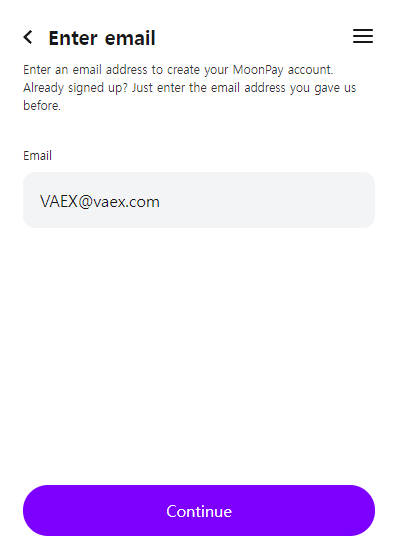 Enter email
Enter an email address to create your MoonPay account.
Already signed up? Just enter the email address you gave us
before.
Email
VAEX@vaex.com
Continue